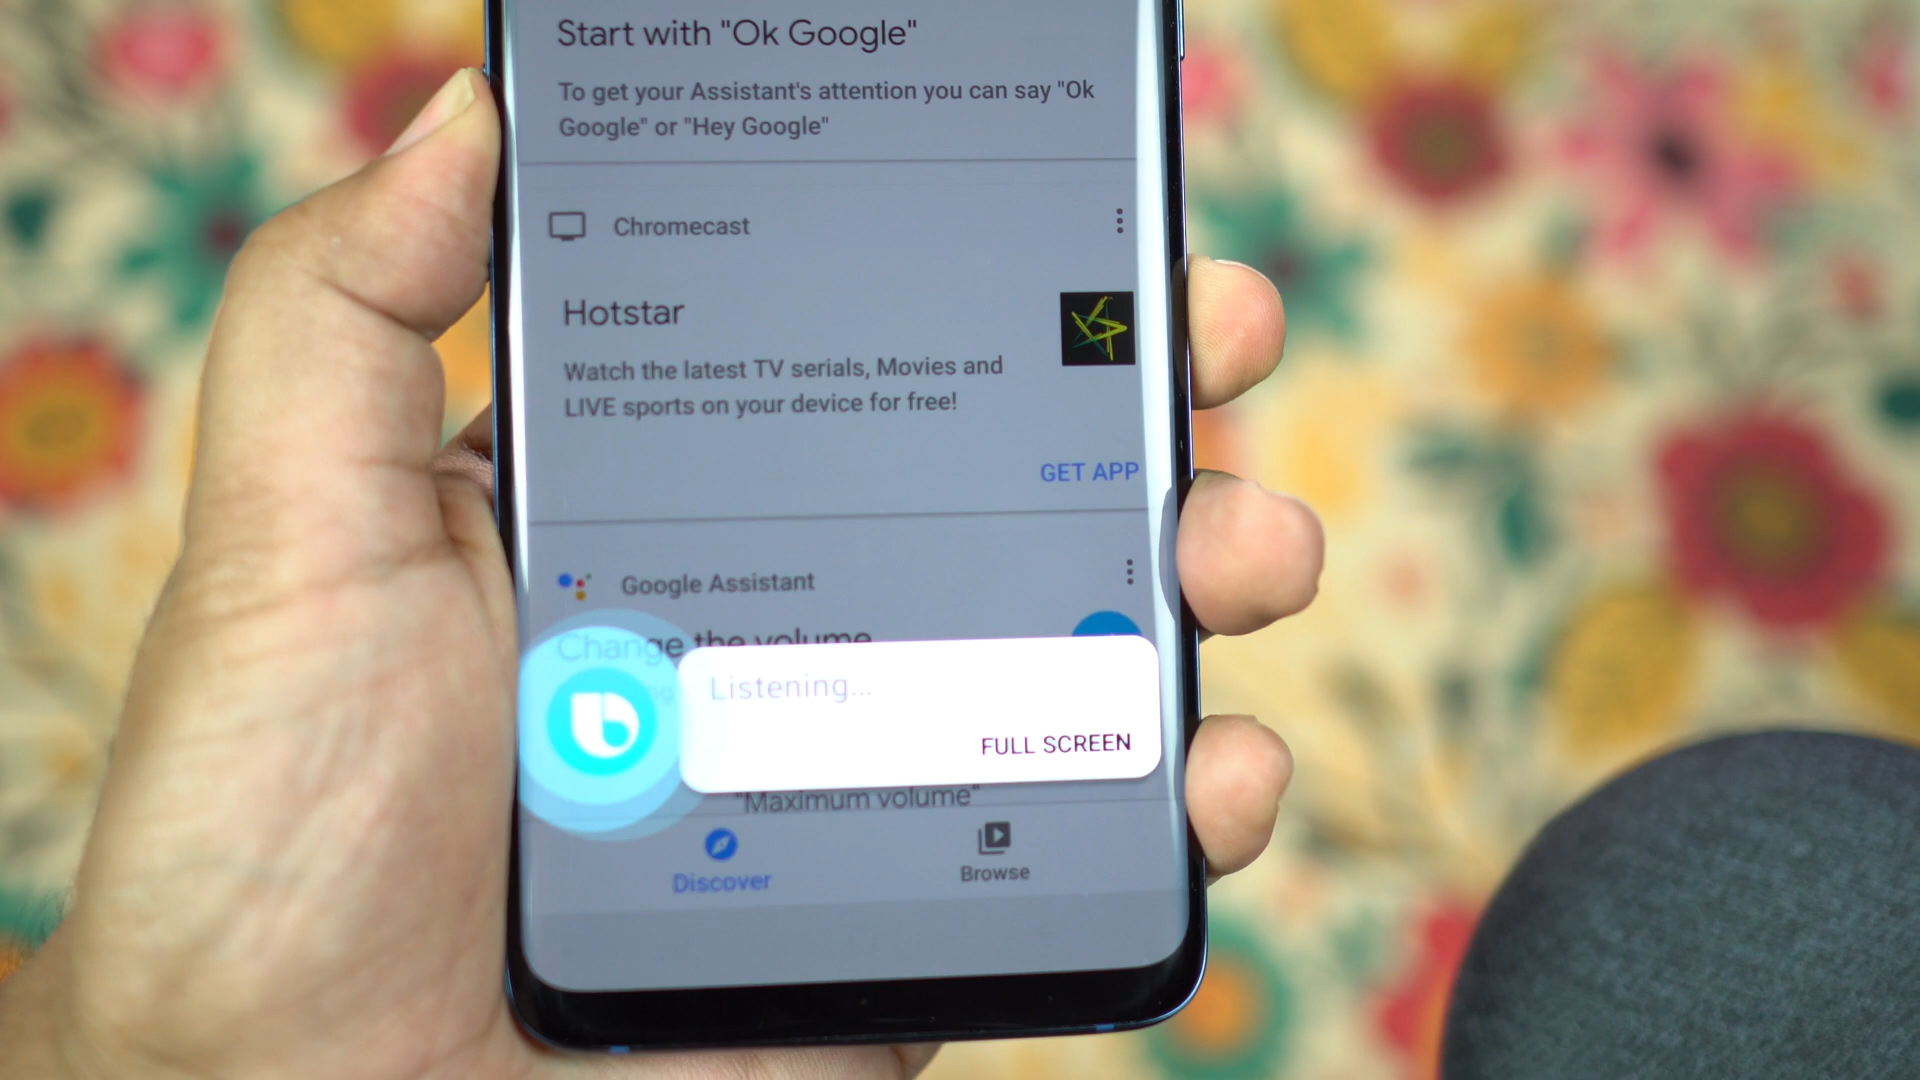 Start with "Ok Google"
To get your Assistant's attention you can say "Ok
Google" or "Hey Google"
Chromecast
Hotstar
Watch the latest TV serials, Movies and
LIVE sports on your device for free!
GET APP
Google Assistant
Change the volume
Listening...
FULL SCREEN
"Maximum volume"
Discover
Browse